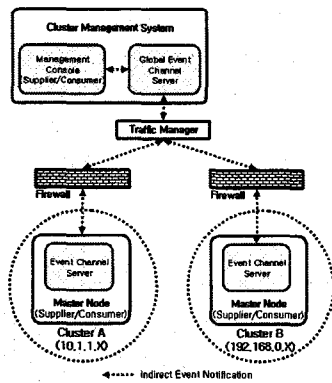 Cluster Management System
Management
Console
(Supplier/Consumer)
Global Event
Channel
Server
Traffic Manager
Firewall
Firewall
Event Channel
Server
Master Node
(Supplier/Consumer)
Cluster A
(10,1,1,X)
Event Channel
Server
Master Node
(Supplier/Consumer)
Cluster B
(192,168,0,X)
Indirect Event Notification